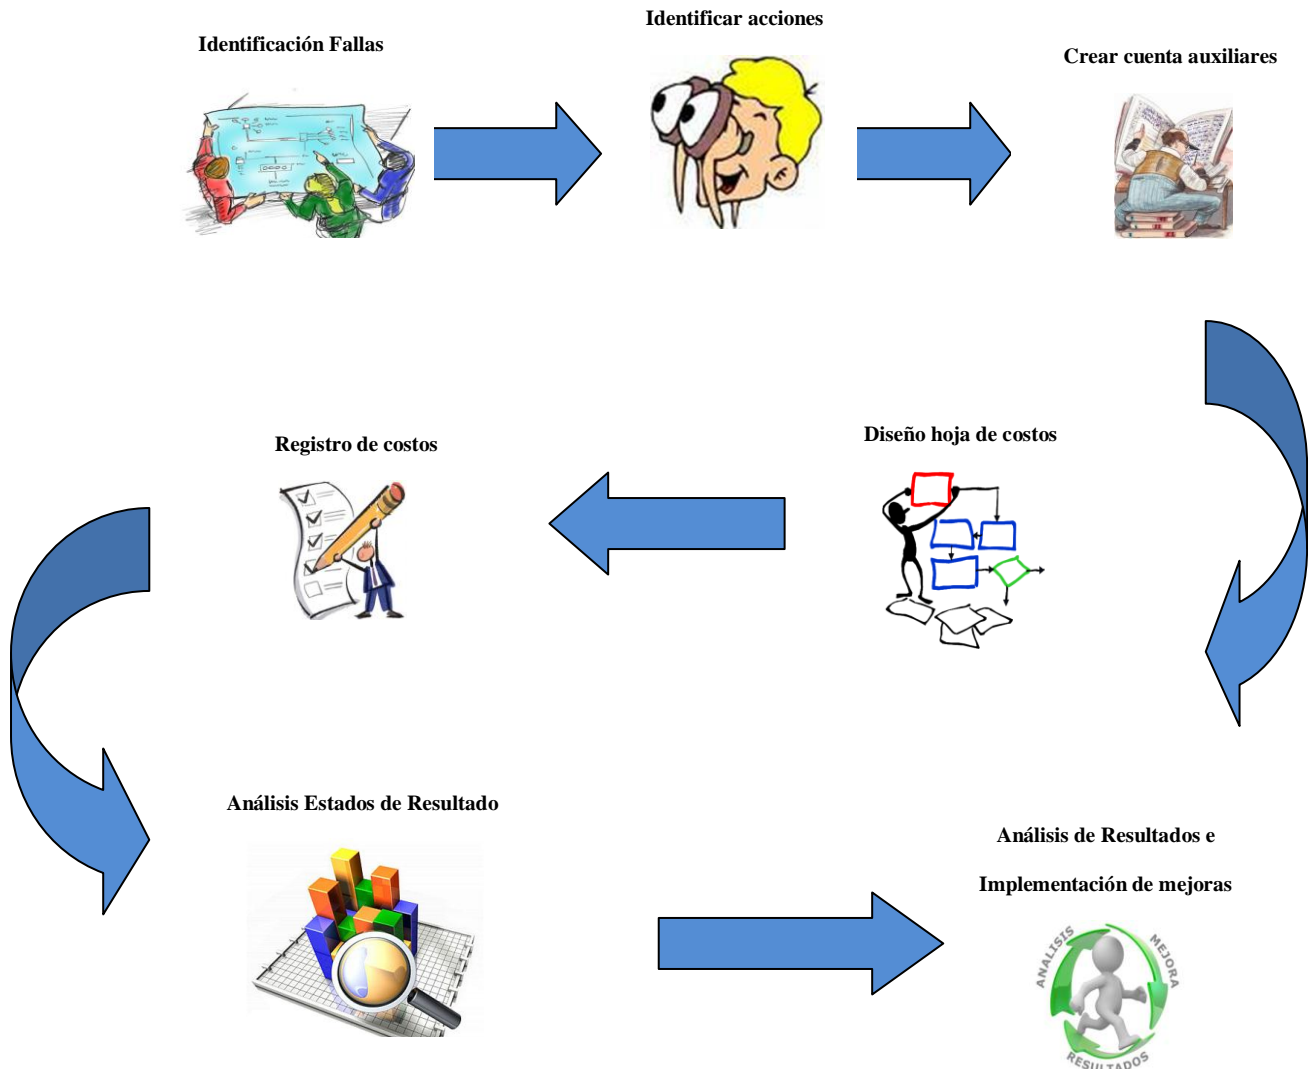 Identificar acciones
Identificación Fallas
Crear cuenta auxiliares
Diseño hoja de costos
Registro de costos
Análisis Estados de Resultado
Análisis de Resultados e
Implementación de mejoras
ANALISIS
MEJORA
RESULTADOS